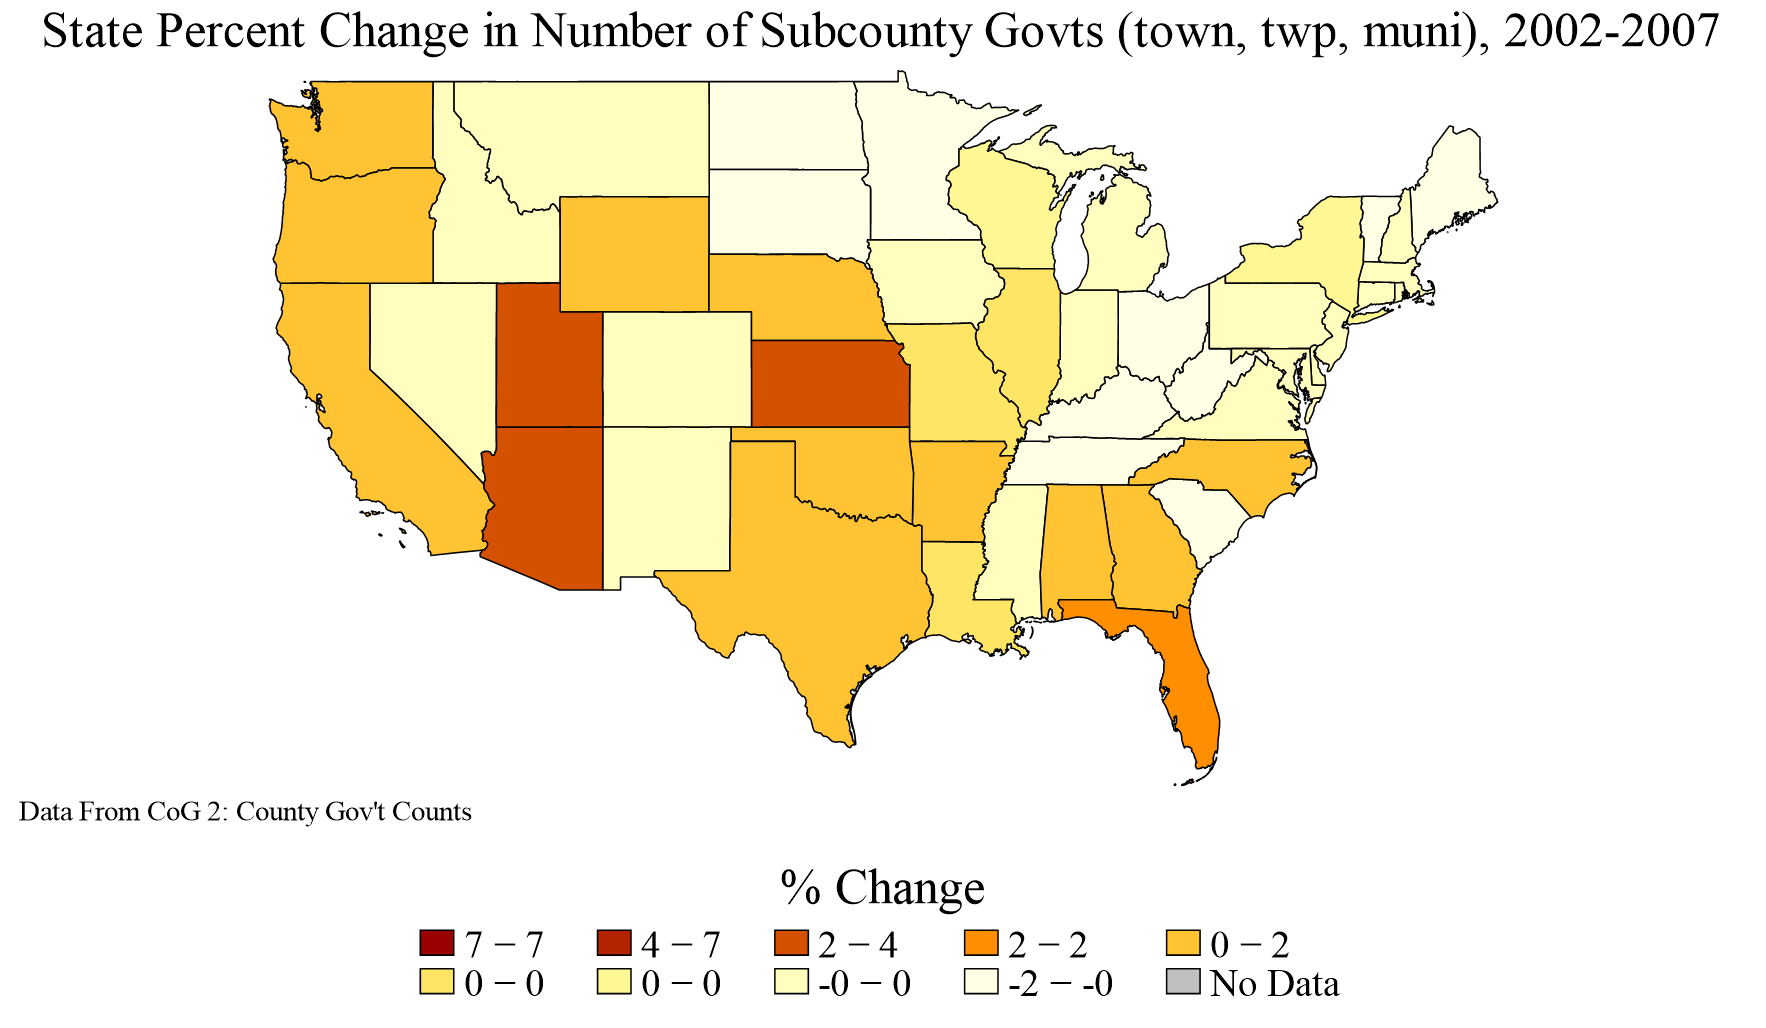 State Percent Change in Number of Subcounty Govts (town, twp, muni), 2002-2007
Data From CoG 2: County Gov't Counts
% Change
7 – 7 4 – 7 2 – 4 2 – 2 0 – 2
0 – 0 0 – 0 -0 – 0 -2 – -0 No Data